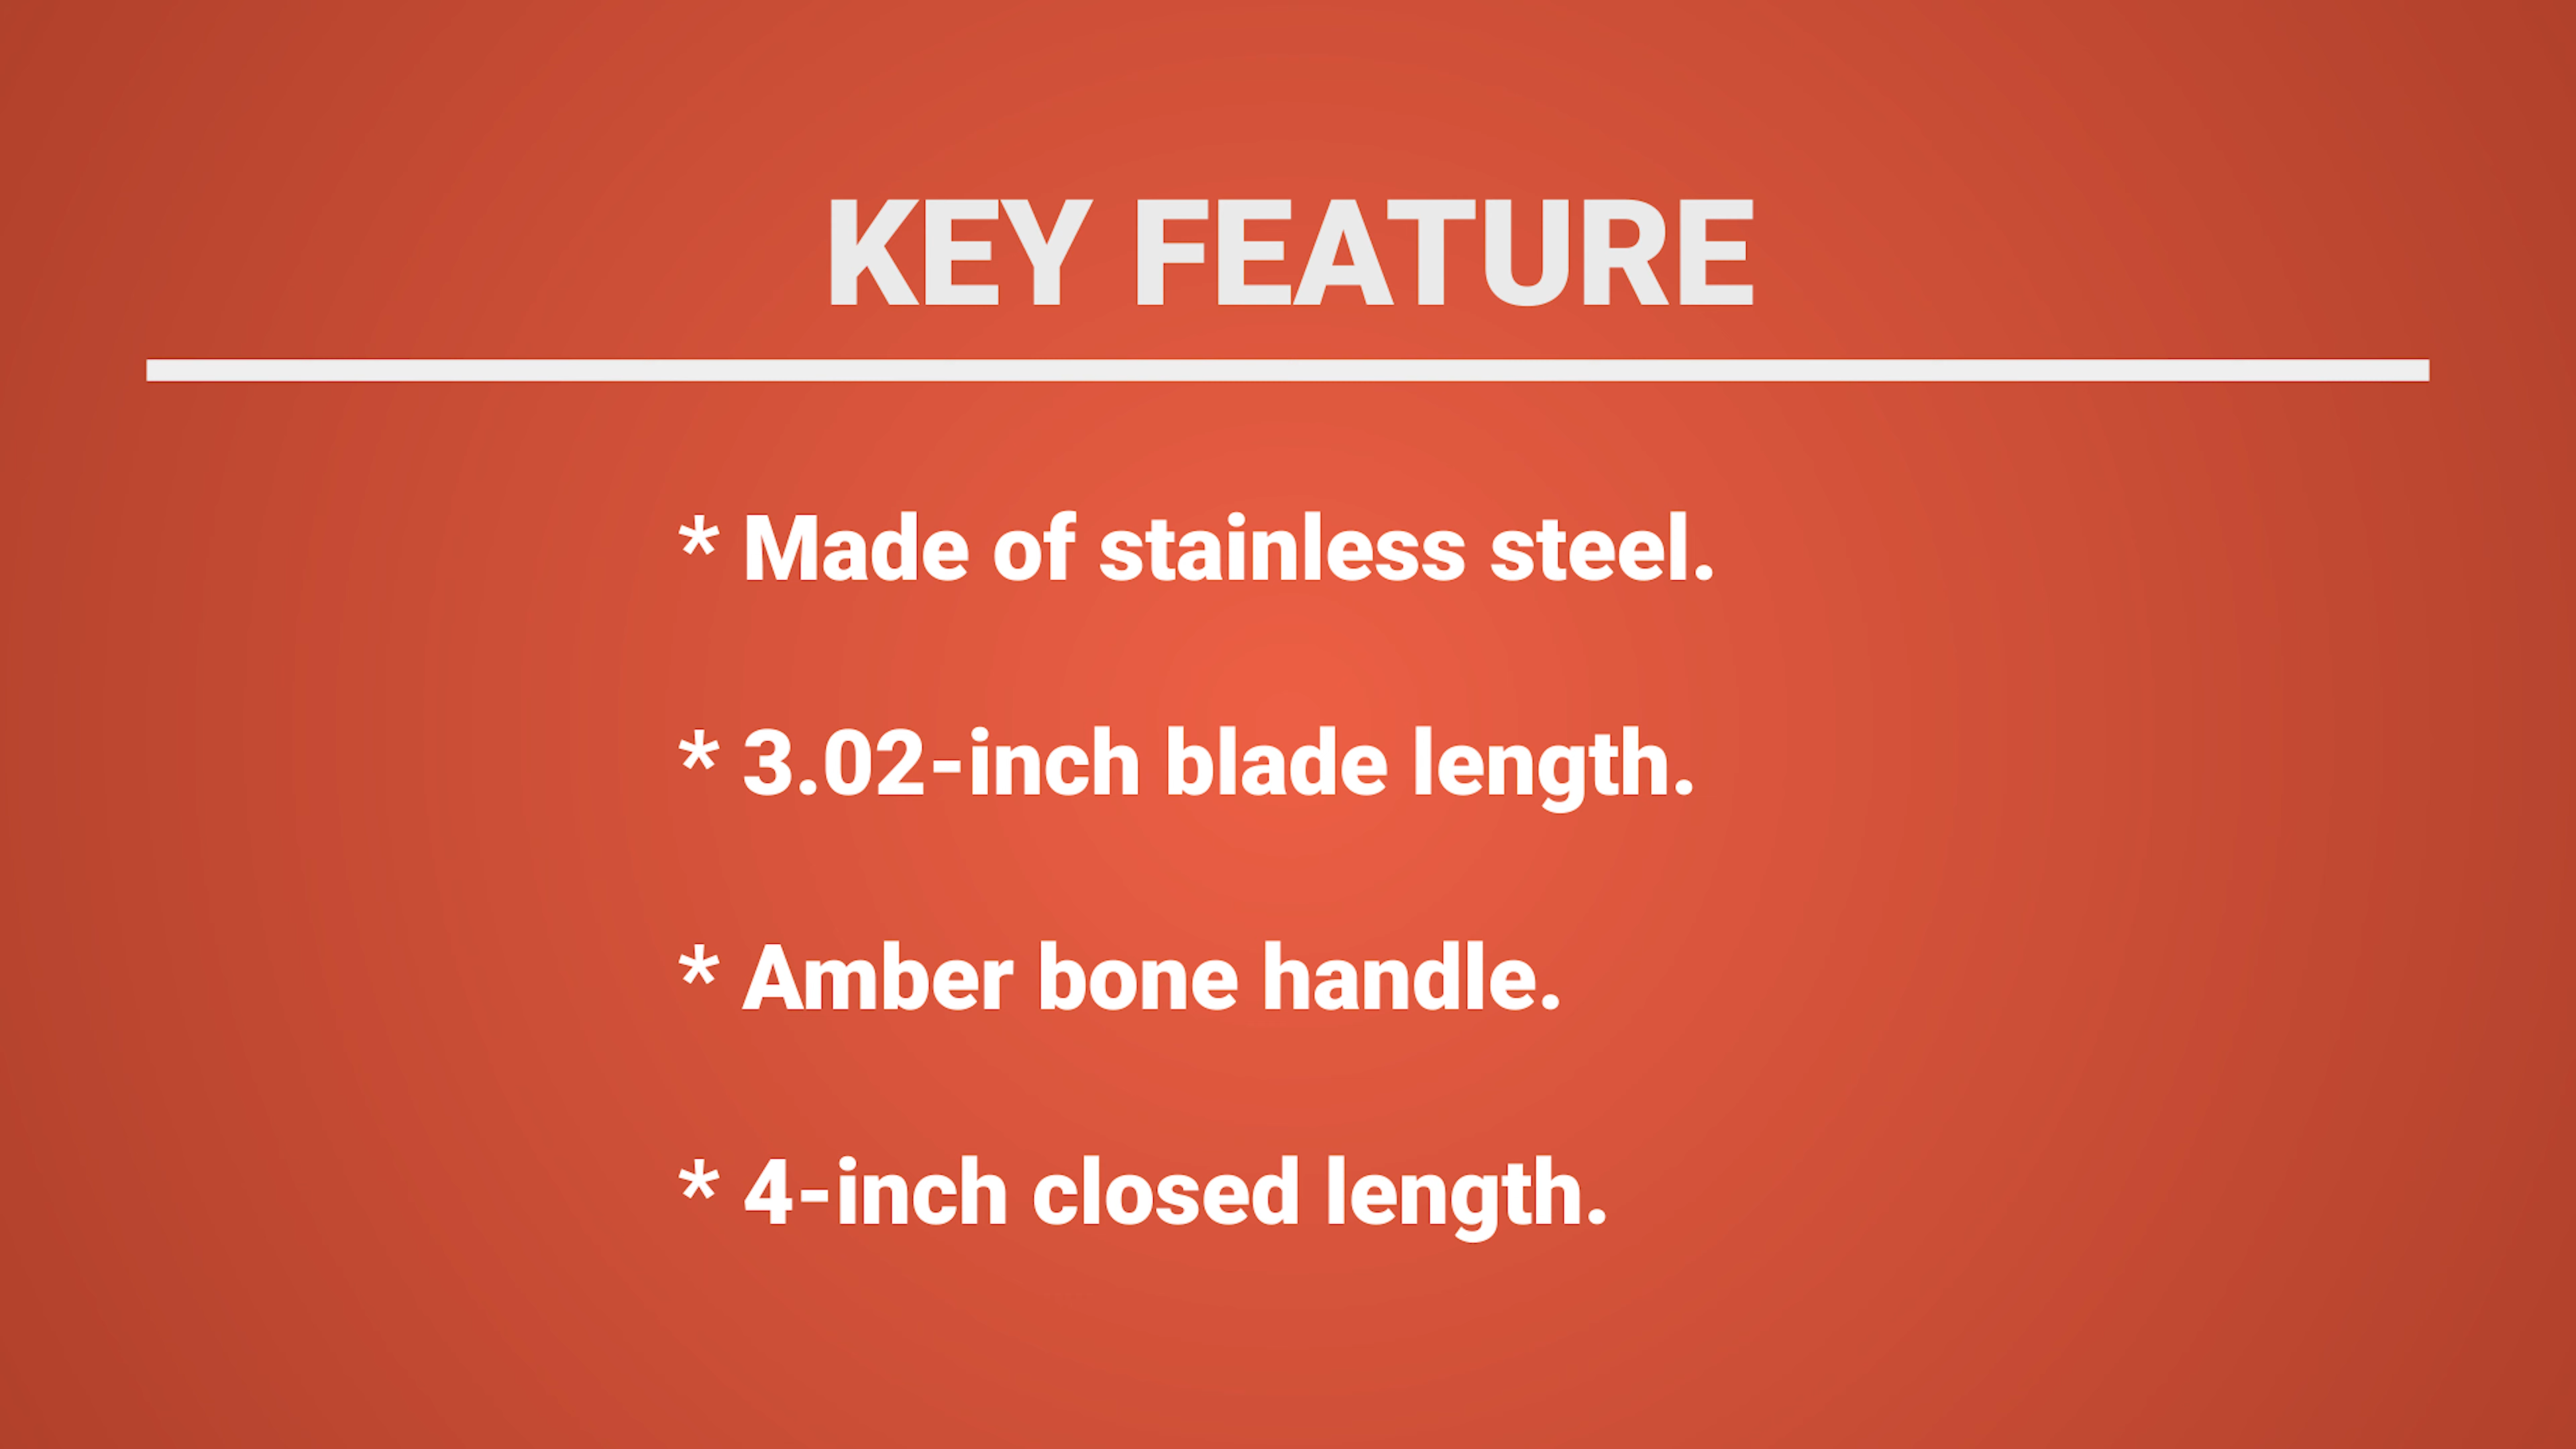 KEY FEATURE
* Made of stainless steel.
* 3.02-inch blade length.
* Amber bone handle.
* 4-inch closed length.